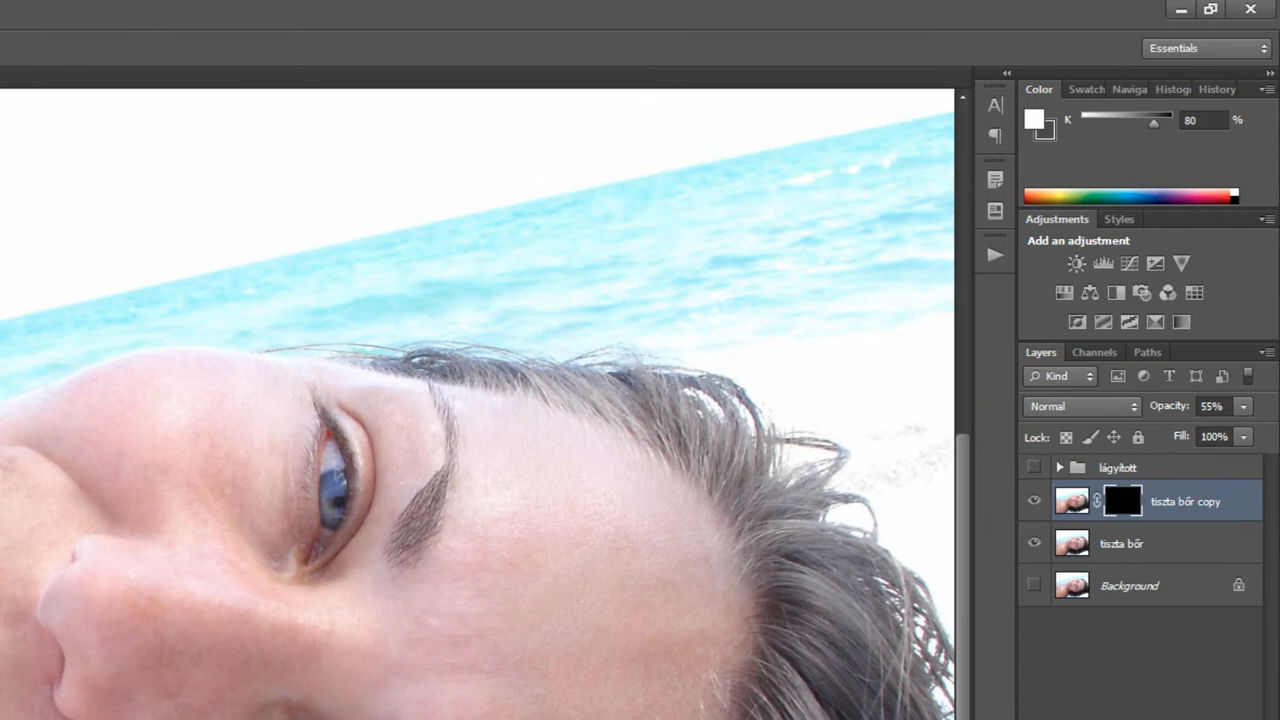 Essentials
Color Swatch Naviga Histogr History
K 80 %
Adjustments Styles
Add an adjustment
Layers Channels Paths
Kind T
Normal Opacity: 55%
Lock: Fill: 100%
lágyított
tiszta bőr copy
tiszta bőr
Background